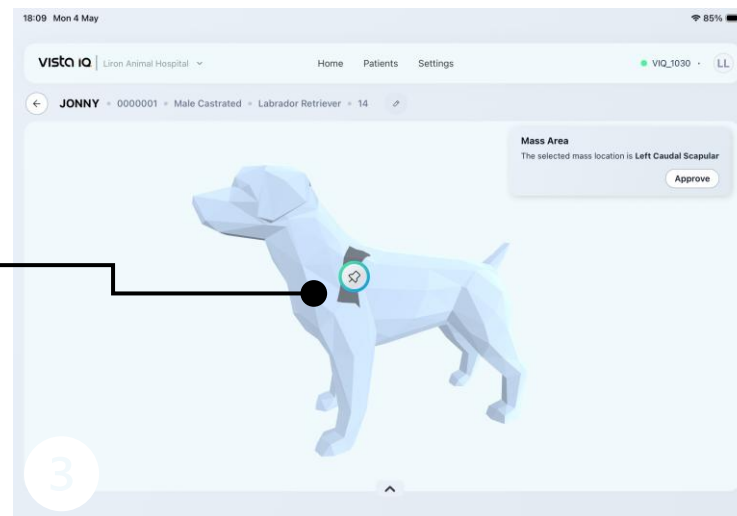 18:09 Mon 4 May
85%
vista iQ
Liron Animal Hospital
Home Patients Settings
VIQ_1030
LL
JONNY • 0000001 • Male Castrated • Labrador Retriever • 14
Mass Area
The selected mass location is Left Caudal Scapular
Approve
3